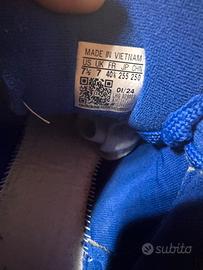 MADE IN VIETNAM
US UK FR JP CHN
7½ 7 40⅔ 255 250
01/24
subito